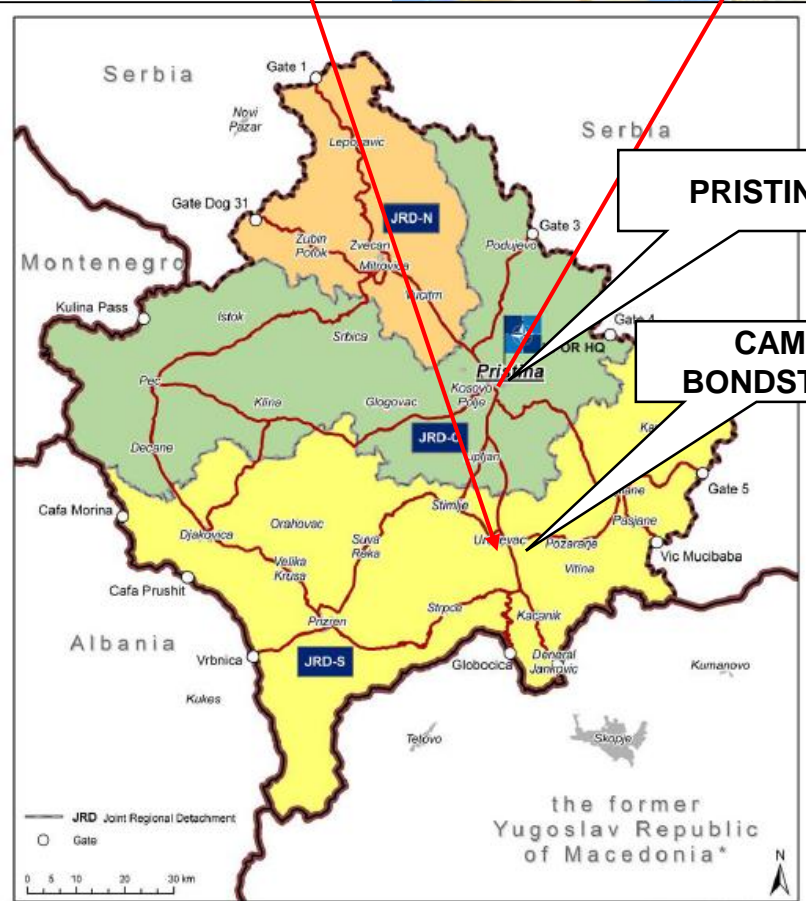 Serbia
Gate 1
Novi
Pazar
Leposavic
Serbia
PRISTIN
Gate Dog 31
JRD-N
Gate 3
Zubin
Potok
Zvecan
Podujevo
Mitrovica
Montenegro
Vucitrn
Kulina Pass
Istok
Srbica
Gate 4
OR HQ
CAM
BONDST
Pristina
Pec
Kosovo
Polje
Klina
Glogovac
JRD-C
Decane
Gate 5
Stimlje
Cafa Morina
Orahovac
Djakovica
Suva
Reka
Pasjane
Pozaranje
Vic Mucibaba
Velika
Krusa
Vitina
Cafa Prushit
Strpce
Kacanik
Prizren
Albania
Vrbnica
JRD-S
Globocica
Deneral
Jankovic
Kumanovo
Kukes
Tetovo
Skopje
the former
Yugoslav Republic
of Macedonia*
JRD Joint Regional Detachment
Gate
N
0 5 10 20 30 km